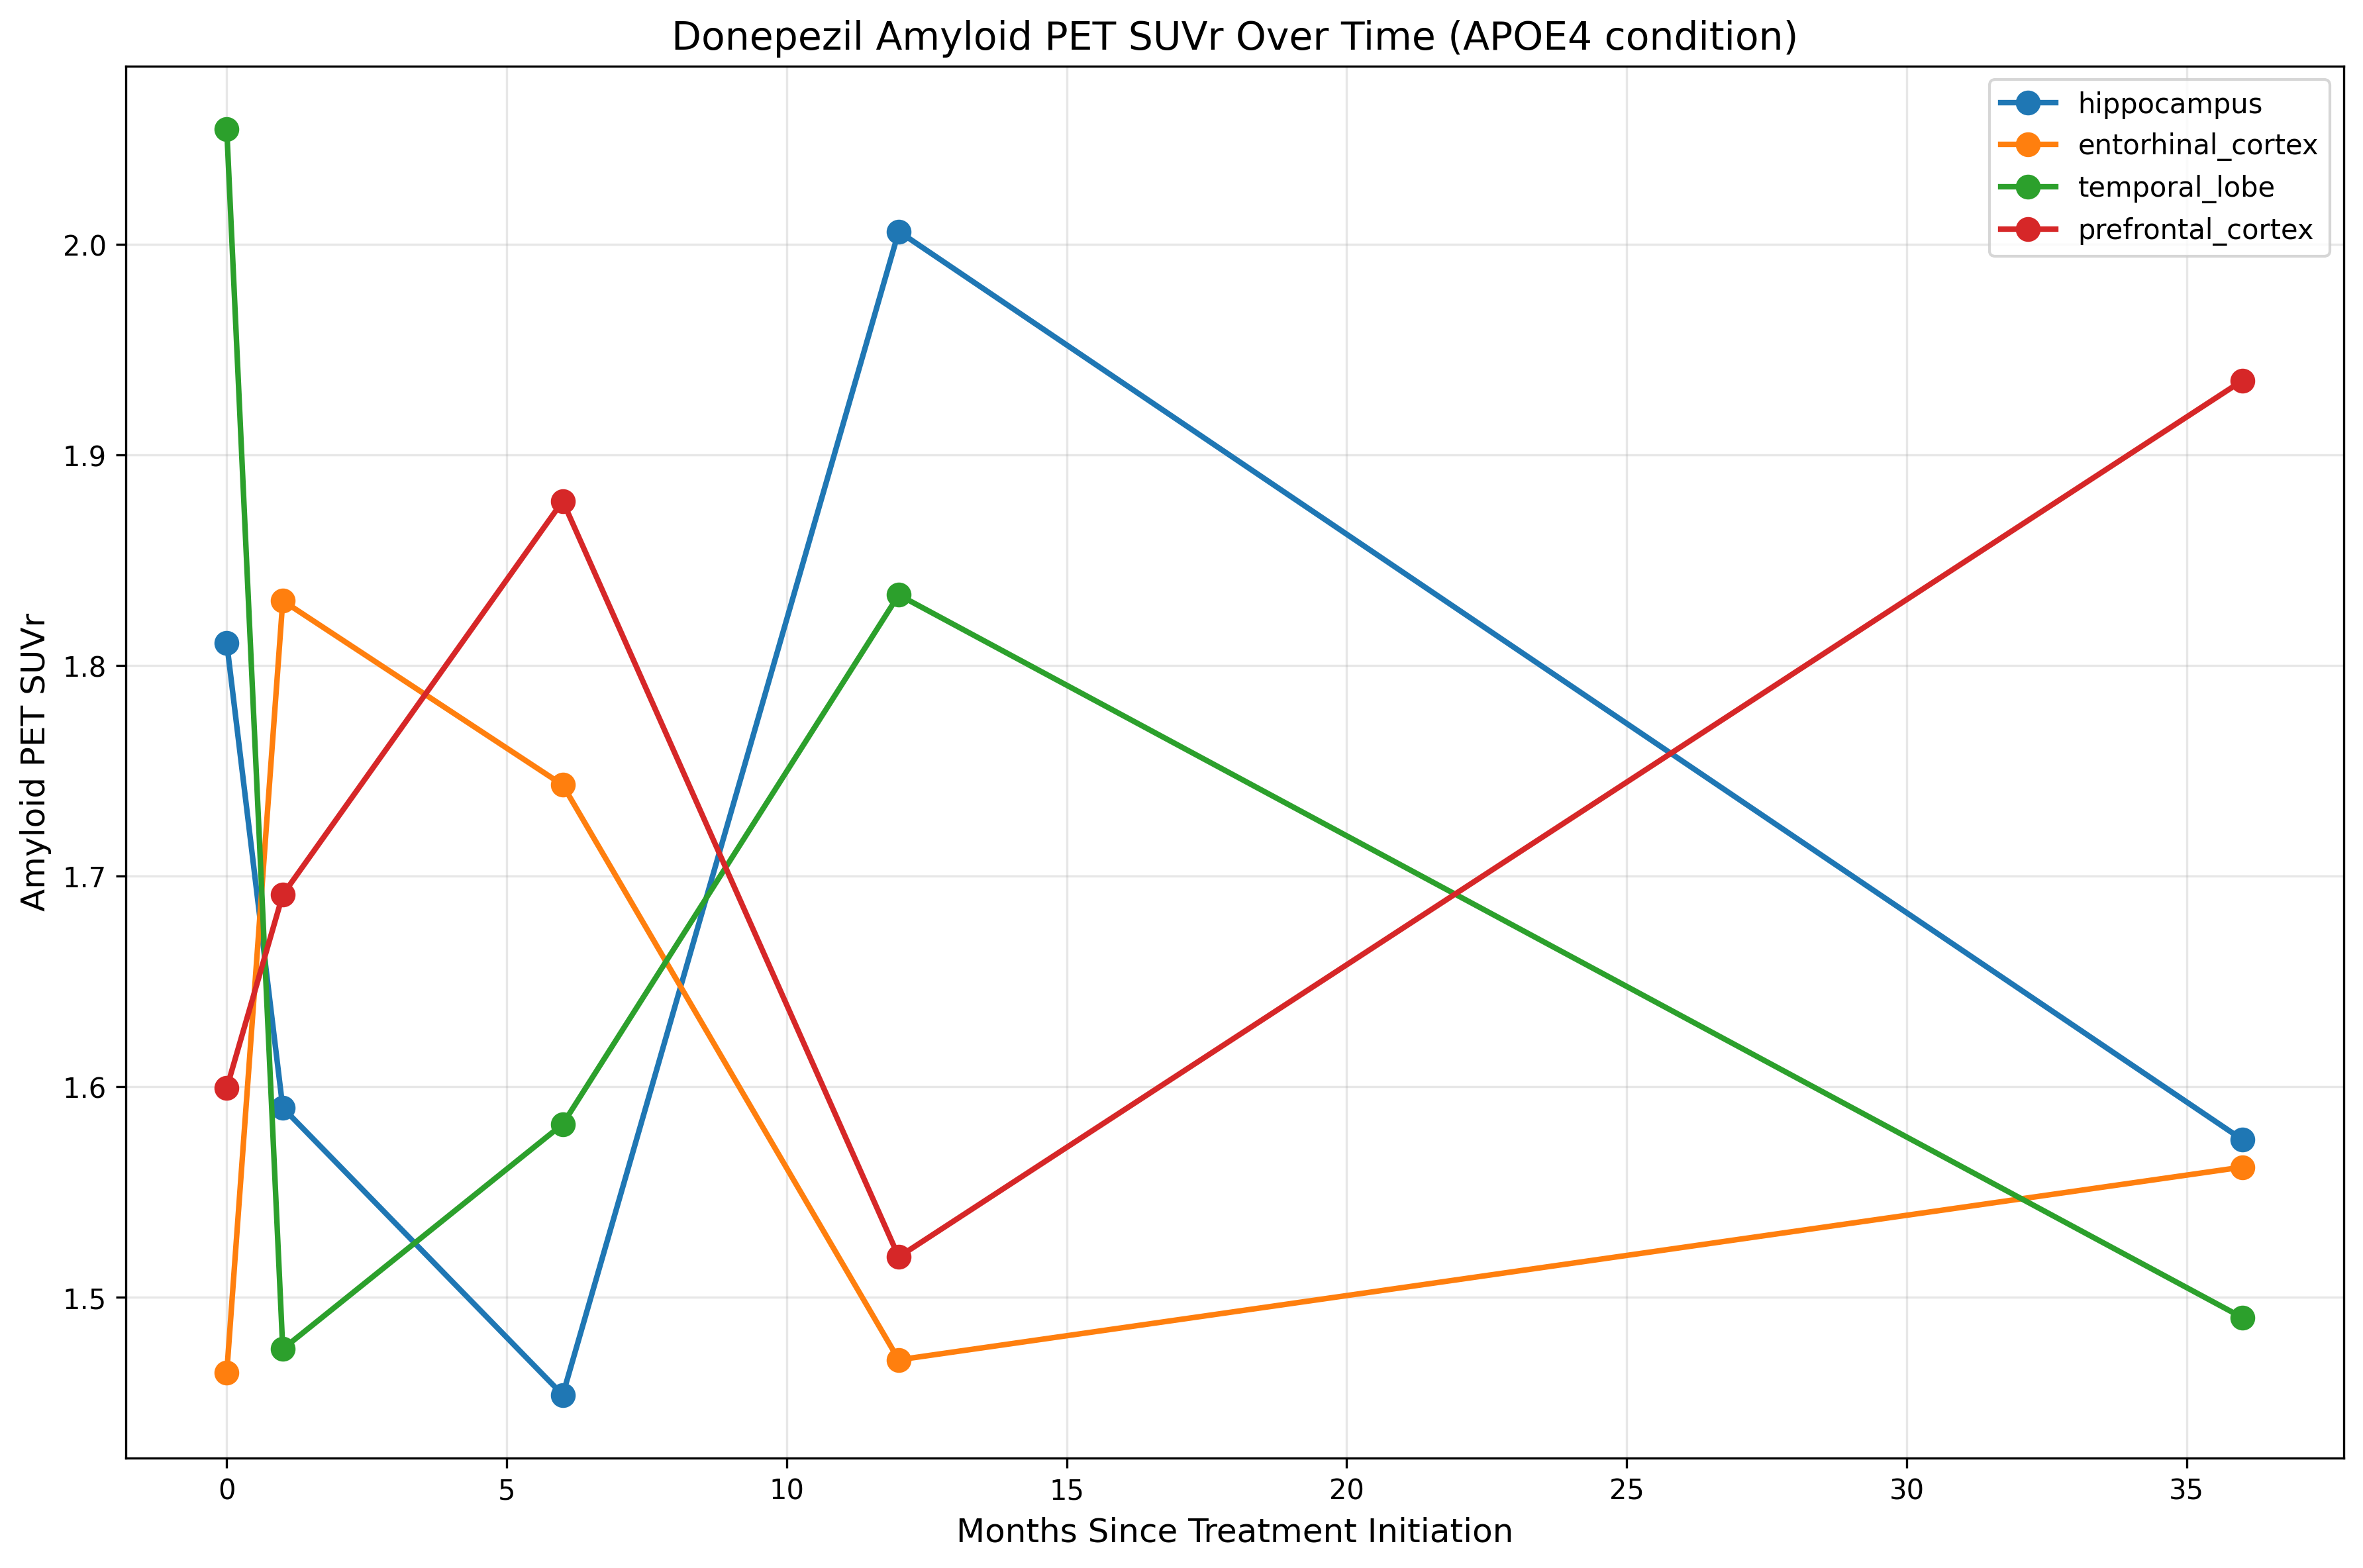 Donepezil Amyloid PET SUVr Over Time (APOE4 condition)
hippocampus
entorhinal_cortex
temporal_lobe
prefrontal_cortex
Amyloid PET SUVr
2.0
1.9
1.8
1.7
1.6
1.5
0 5 10 15 20 25 30 35
Months Since Treatment Initiation